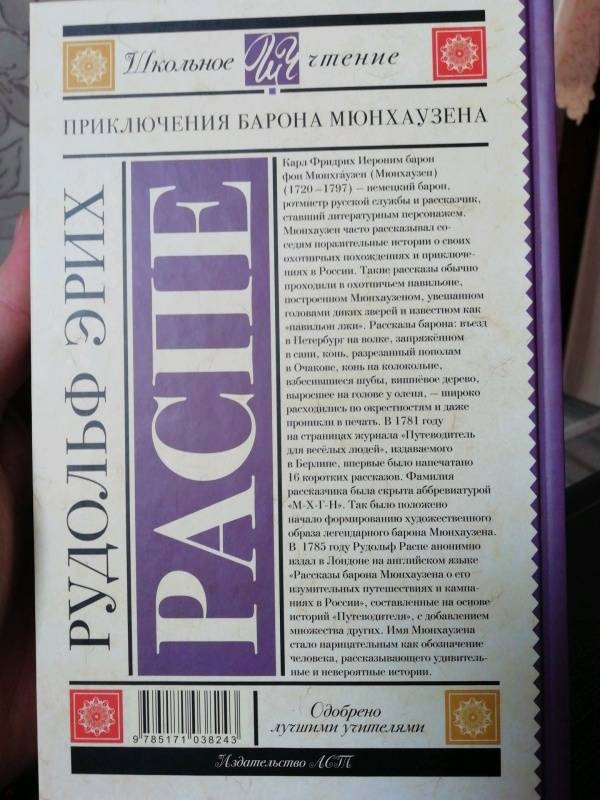 Школьное ШЧ чтение
ПРИКЛЮЧЕНИЯ БАРОНА МЮНХАУЗЕНА
РУДОЛЬФ ЭРИХ
РАСПЕ
Карл Фридрих Иероним барон
фон Мюнхга́узен (Мюнхаузен)
(1720–1797) — немецкий барон,
ротмистр русской службы и рассказчик,
ставший литературным персонажем.
Мюнхаузен часто рассказывал со-
седям поразительные истории о своих
охотничьих похождениях и приключе-
ниях в России. Такие рассказы обычно
проходили в охотничьем павильоне,
построенном Мюнхаузеном, увешанном
головами диких зверей и известном как
«павильон лжи». Рассказы барона: въезд
в Петербург на волке, запряжённом
в сани, конь, разрезанный пополам
в Очакове, конь на колокольне,
взбесившиеся шубы, вишнёвое дерево,
выросшее на голове у оленя, — широко
расходились по окрестностям и даже
проникли в печать. В 1781 году
на страницах журнала «Путеводитель
для весёлых людей», издаваемого
в Берлине, впервые было напечатано
16 коротких рассказов. Фамилия
рассказчика была скрыта аббревиатурой
«М-Х-Г-Н». Так было положено
начало формированию художественного
образа легендарного барона Мюнхаузена.
В 1785 году Рудольф Распе анонимно
издал в Лондоне на английском языке
«Рассказы барона Мюнхаузена о его
изумительных путешествиях и кампа-
ниях в России», составленные на основе
историй «Путеводителя», с добавлением
множества других. Имя Мюнхаузена
стало нарицательным как обозначение
человека, рассказывающего удивитель-
ные и невероятные истории.
9 785171 038243
Одобрено
лучшими учителями
Издательство АСТ